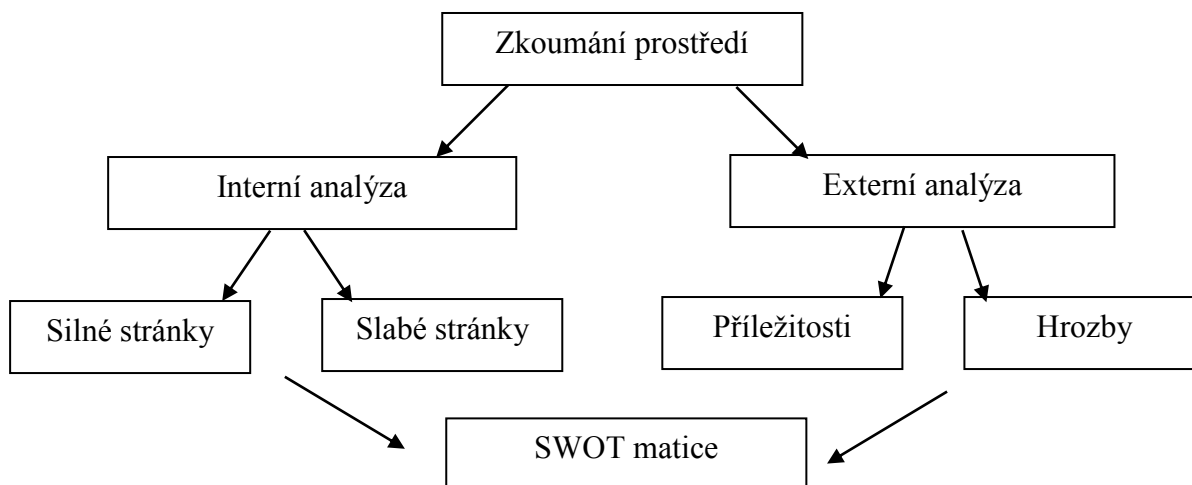 Zkoumání prostředí
Interní analýza
Externí analýza
Silné stránky
Slabé stránky
Příležitosti
Hrozby
SWOT matice